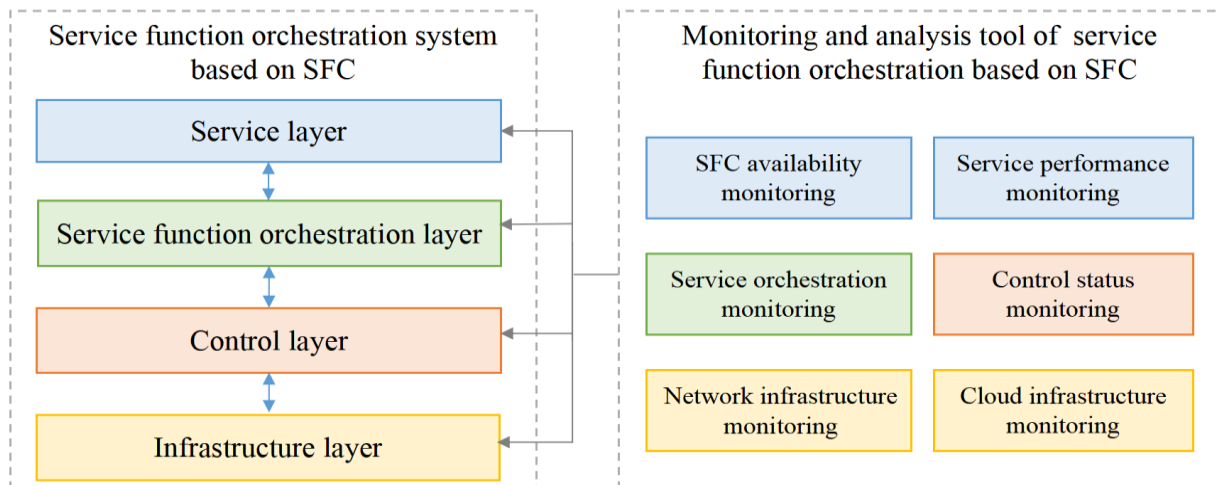 Service function orchestration system
based on SFC
Service layer
Service function orchestration layer
Control layer
Infrastructure layer
Monitoring and analysis tool of service
function orchestration based on SFC
SFC availability
monitoring
Service performance
monitoring
Service orchestration
monitoring
Control status
monitoring
Network infrastructure
monitoring
Cloud infrastructure
monitoring